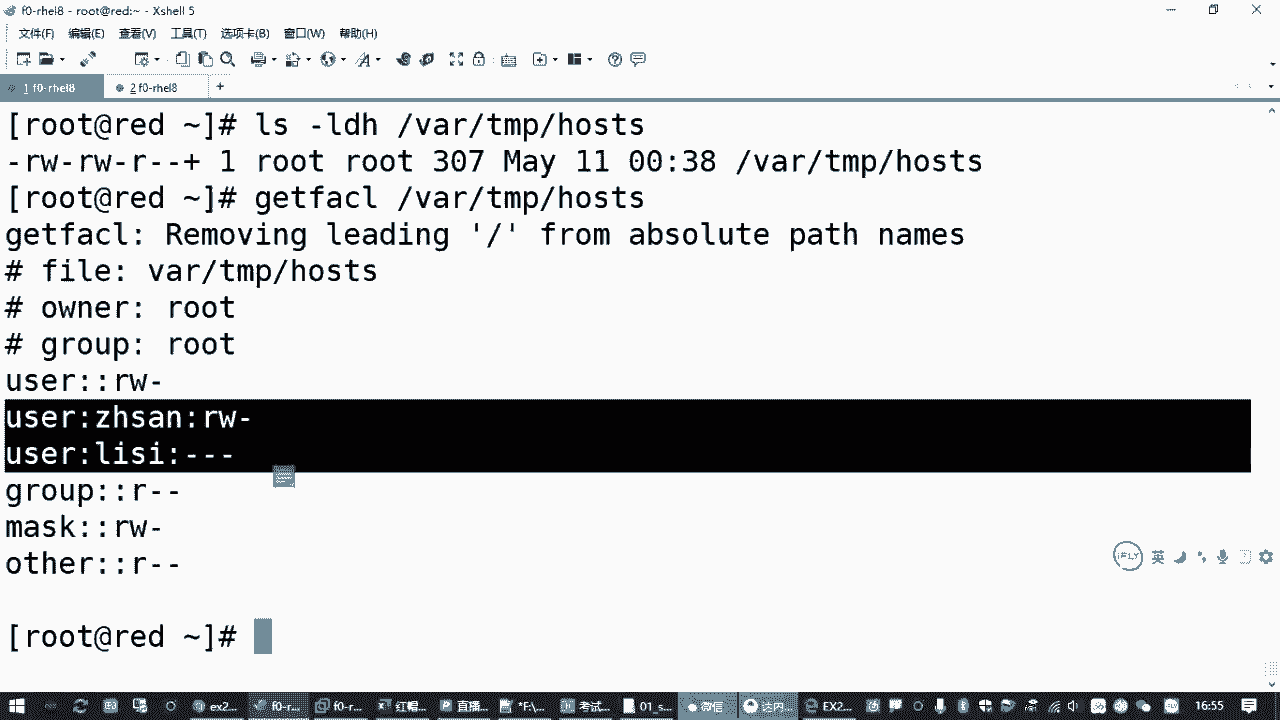 f0-rhel8 - root@red:~ - Xshell 5
文件(F) 编辑(E) 查看(V) 工具(T) 选项卡(B) 窗口(W) 帮助(H)
1 f0-rhel8 2 f0-rhel8 +
[root@red ~]# ls -ldh /var/tmp/hosts
-rw-rw-r--+ 1 root root 307 May 11 00:38 /var/tmp/hosts
[root@red ~]# getfacl /var/tmp/hosts
getfacl: Removing leading '/' from absolute path names
# file: var/tmp/hosts
# owner: root
# group: root
user::rw-
user:zhsan:rw-
user:lisi:---
group::r--
mask::rw-
other::r--
iFLY 英
[root@red ~]#
ex2... f0-r... f0-r... 红帽... 直播... *F:\... 考试... 01_s... 微信 达内... EX2... 16:55